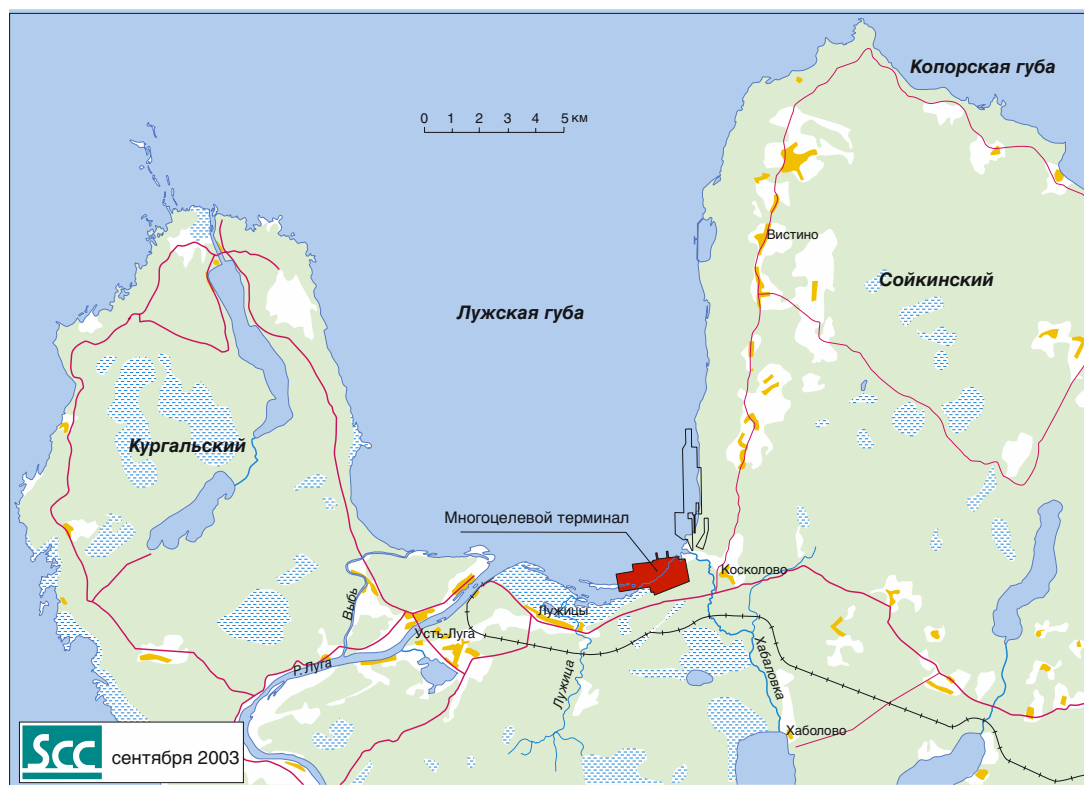 Копорская губа
0 1 2 3 4 5 км
Вистино
Сойкинский
Лужская губа
Кургальский
Многоцелевой терминал
Косколово
Выбь
Лужицы
Усть-Луга
Р.Луга
Лужица
Хабаловка
Хаболово
Scc сентября 2003